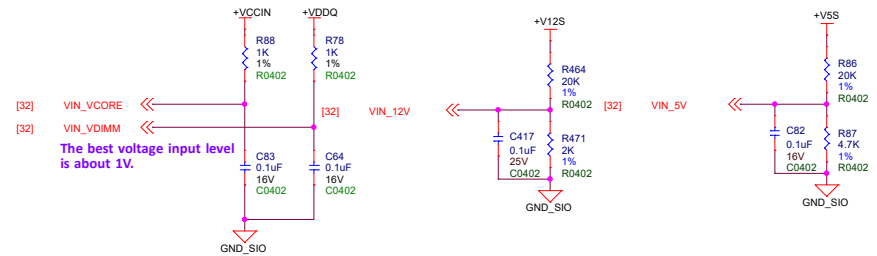 +VCCIN
R88
1K
1%
R0402
+VDDQ
R78
1K
1%
R0402
[32] VIN_VCORE
[32] VIN_VDIMM
The best voltage input level
is about 1V.
C83
0.1uF
16V
C0402
C64
0.1uF
16V
C0402
GND_SIO
+V12S
R464
20K
1%
R0402
[32] VIN_12V
C417
0.1uF
25V
C0402
R471
2K
1%
R0402
GND_SIO
+V5S
R86
20K
1%
R0402
[32] VIN_5V
C82
0.1uF
16V
C0402
R87
4.7K
1%
R0402
GND_SIO